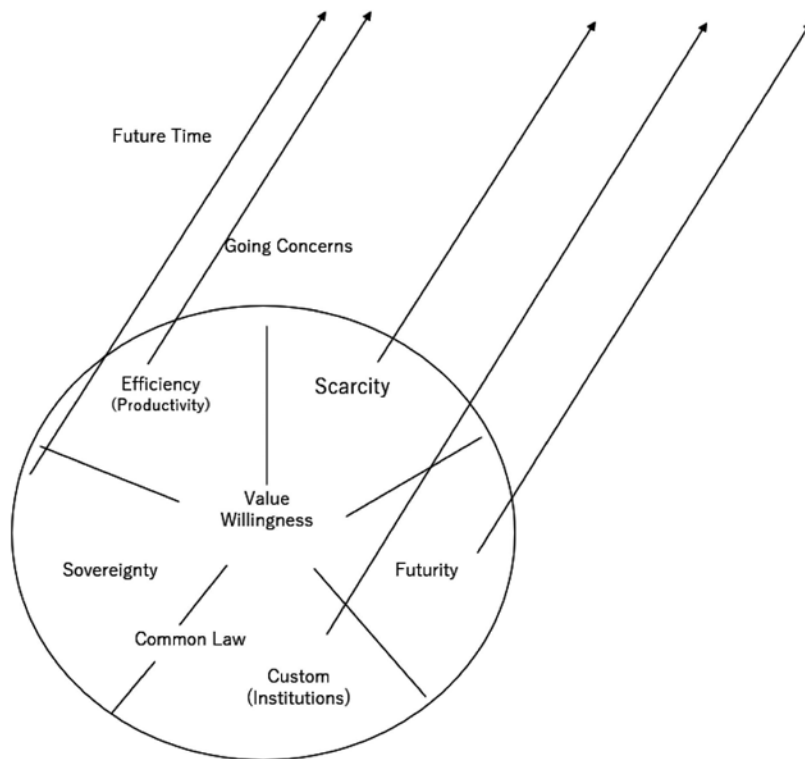 Future Time
Going Concerns
Efficiency
(Productivity)
Scarcity
Value
Willingness
Sovereignty
Futurity
Common Law
Custom
(Institutions)